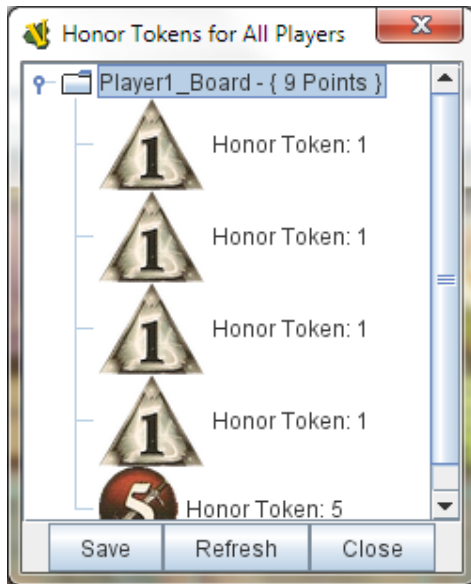 Honor Tokens for All Players
Player1_Board - { 9 Points }
1 Honor Token: 1
1 Honor Token: 1
1 Honor Token: 1
1 Honor Token: 1
5 Honor Token: 5
Save Refresh Close